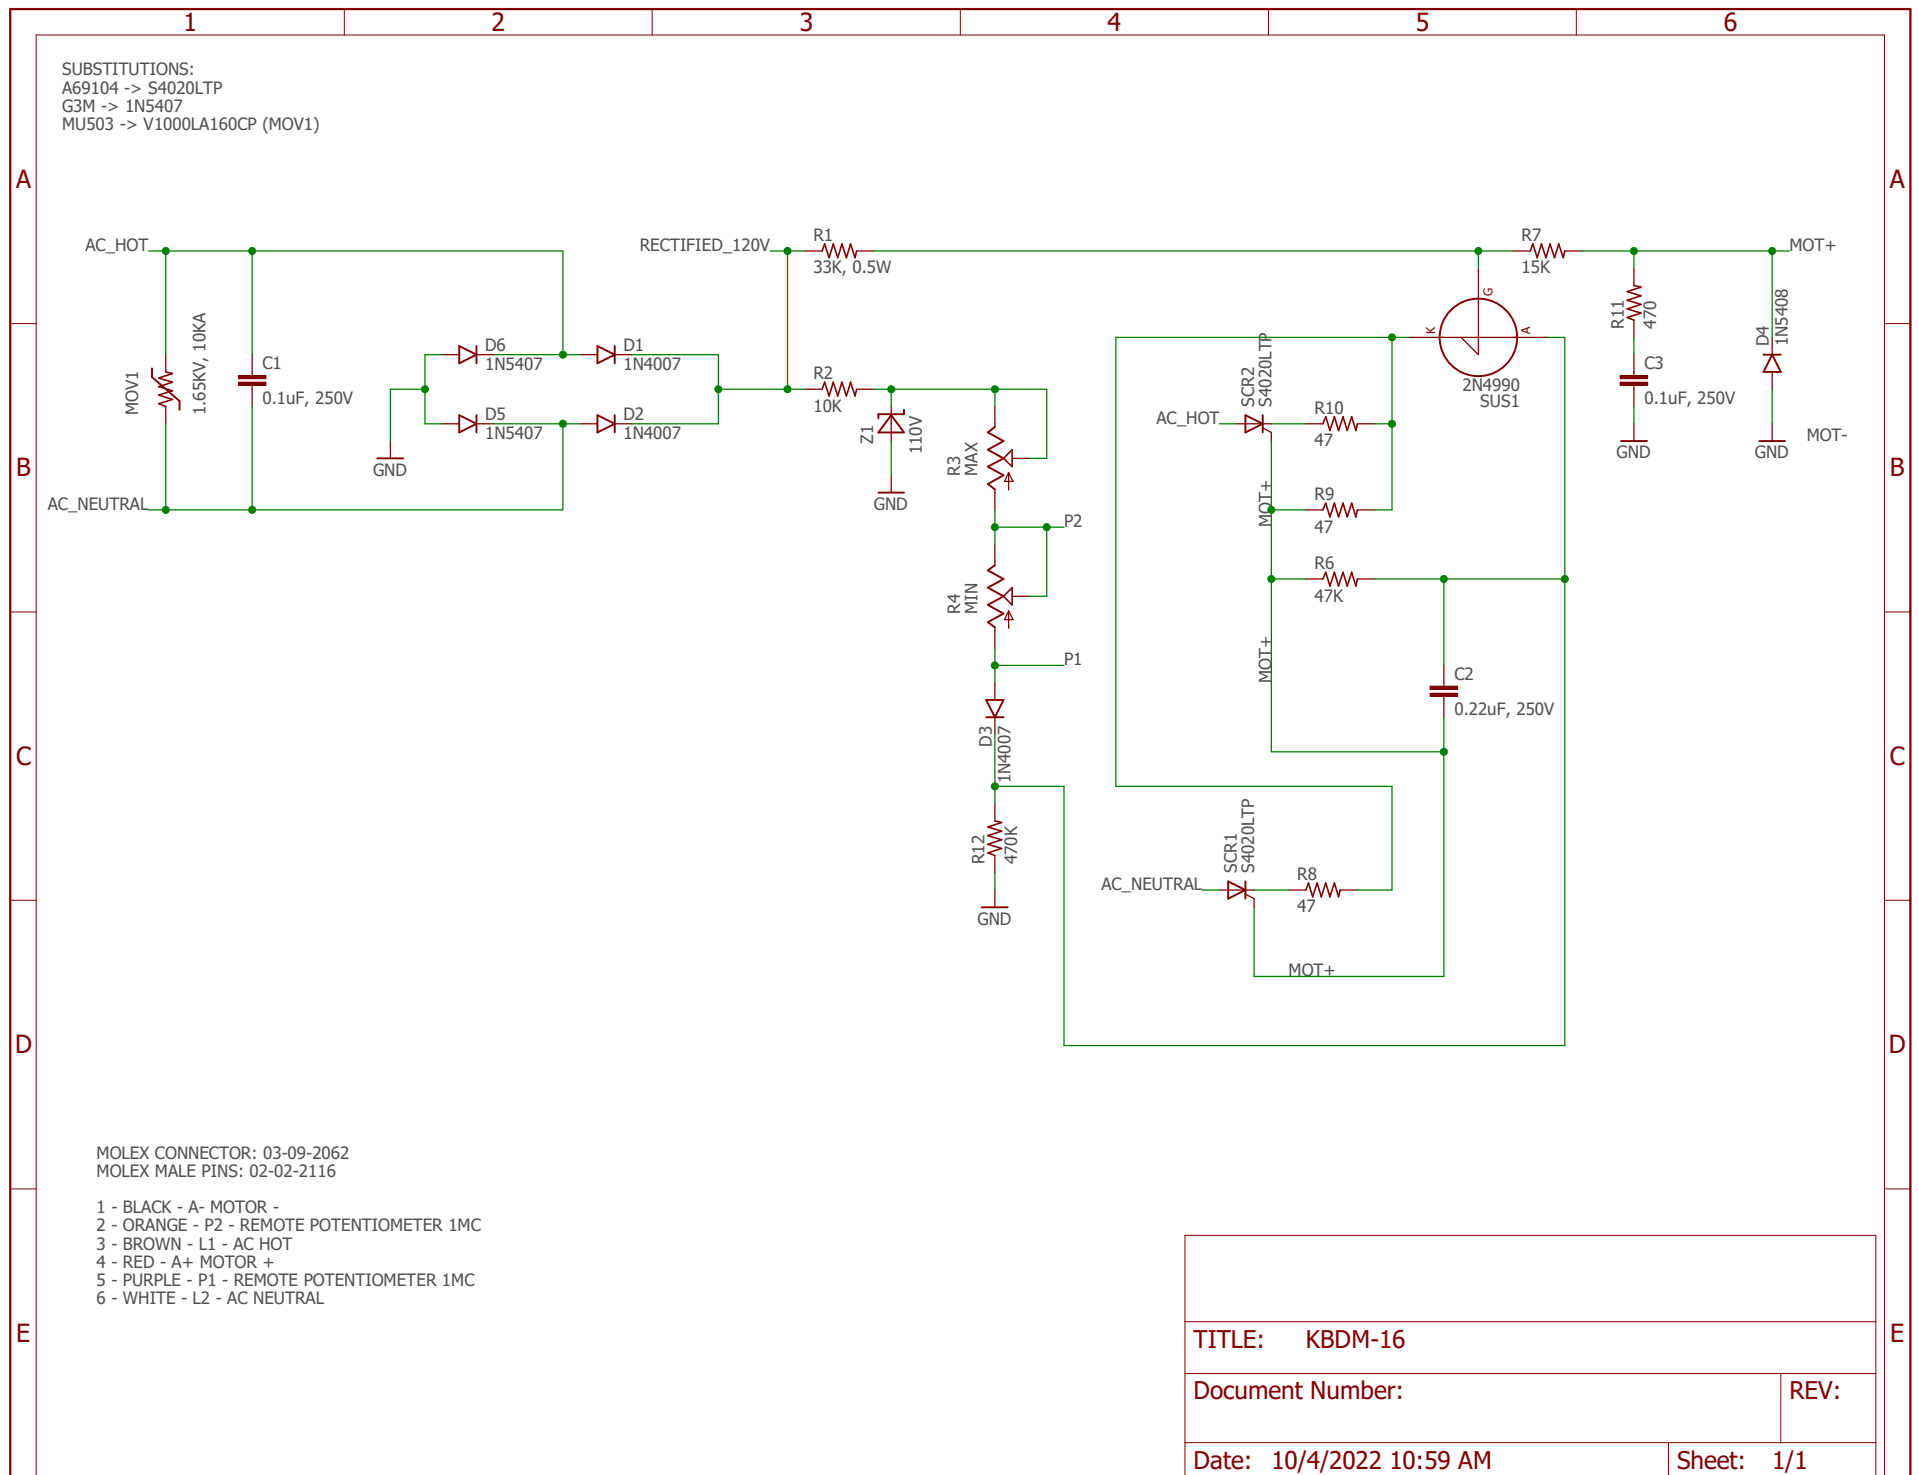 1 2 3 4 5 6
SUBSTITUTIONS:
A69104 -> S4020LTP
G3M -> 1N5407
MU503 -> V1000LA160CP (MOV1)
A A
AC_HOT
RECTIFIED_120V
R1
33K, 0.5W
R7
15K
MOT+
MOV1
1.65KV, 10KA
C1
0.1uF, 250V
D6
1N5407
D1
1N4007
D5
1N5407
D2
1N4007
GND
AC_NEUTRAL
R2
10K
Z1
110V
GND
R3
MAX
P2
R4
MIN
P1
D3
1N4007
R12
470K
GND
G
K
A
2N4990
SUS1
SCR2
S4020LTP
AC_HOT
R10
47
MOT+
R9
47
R6
47K
MOT+
C2
0.22uF, 250V
SCR1
S4020LTP
AC_NEUTRAL
R8
47
MOT+
R11
470
C3
0.1uF, 250V
GND
D4
1N5408
GND
MOT-
B B
C C
D D
MOLEX CONNECTOR: 03-09-2062
MOLEX MALE PINS: 02-02-2116
1 - BLACK - A- MOTOR -
2 - ORANGE - P2 - REMOTE POTENTIOMETER 1MC
3 - BROWN - L1 - AC HOT
4 - RED - A+ MOTOR +
5 - PURPLE - P1 - REMOTE POTENTIOMETER 1MC
6 - WHITE - L2 - AC NEUTRAL
E E
TITLE: KBDM-16
Document Number:
REV:
Date: 10/4/2022 10:59 AM
Sheet: 1/1